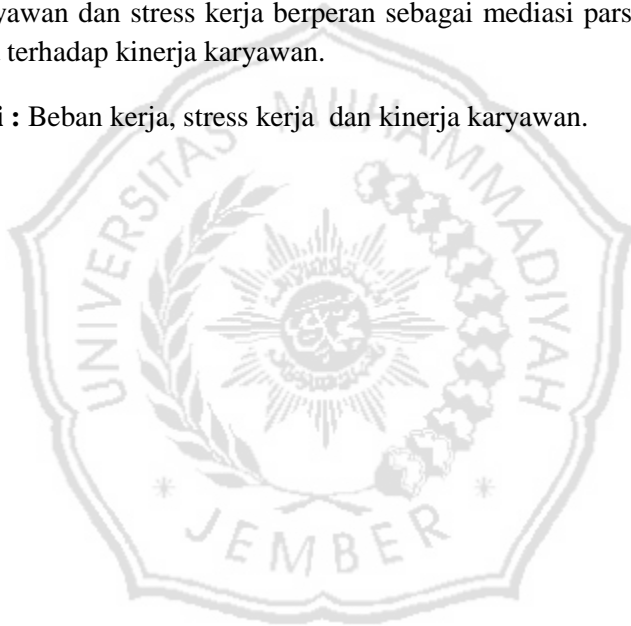 yawan dan stress kerja berperan sebagai mediasi pars
terhadap kinerja karyawan.
i : Beban kerja, stress kerja dan kinerja karyawan.
UNIVERSITAS MUHAMMADIYAH
JEMBER